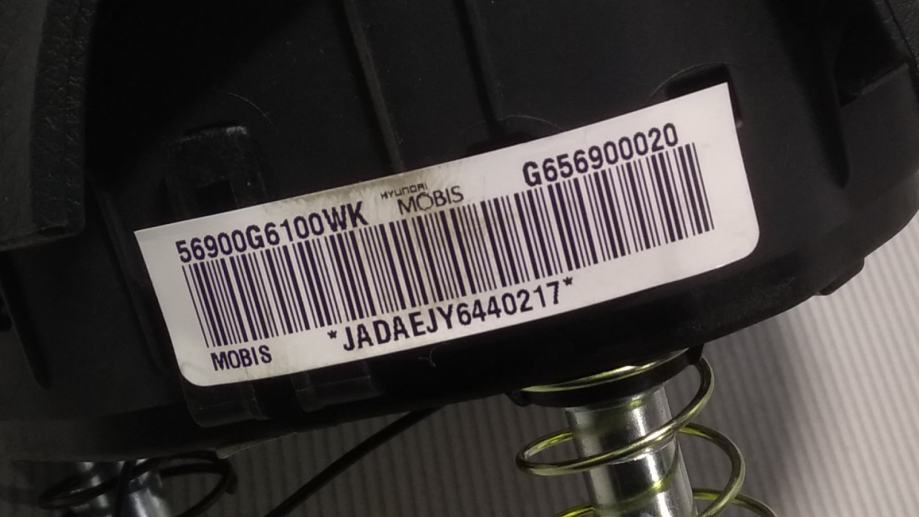 G656900020
HYUNDAI
MOBIS
56900G6100WK
*JADAEJY6440217*
MOBIS